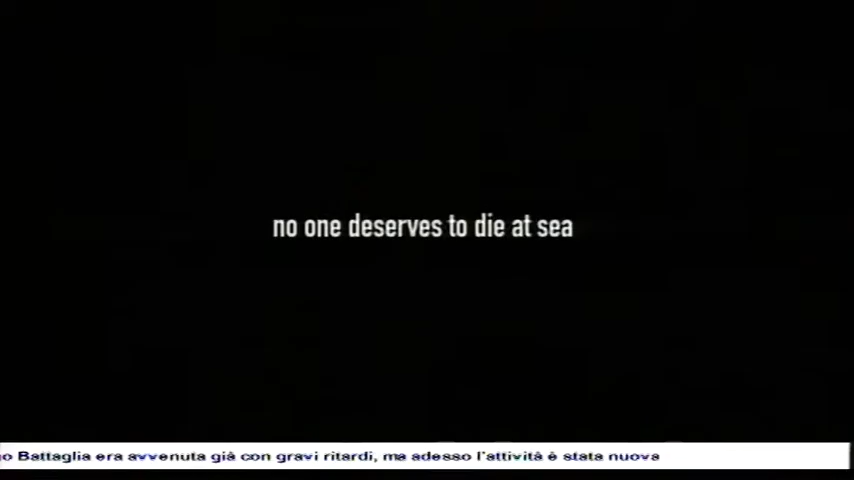 no one deserves to die at sea
o Battaglia era avvenuta già con gravi ritardi, ma adesso l'attività è stata nuova